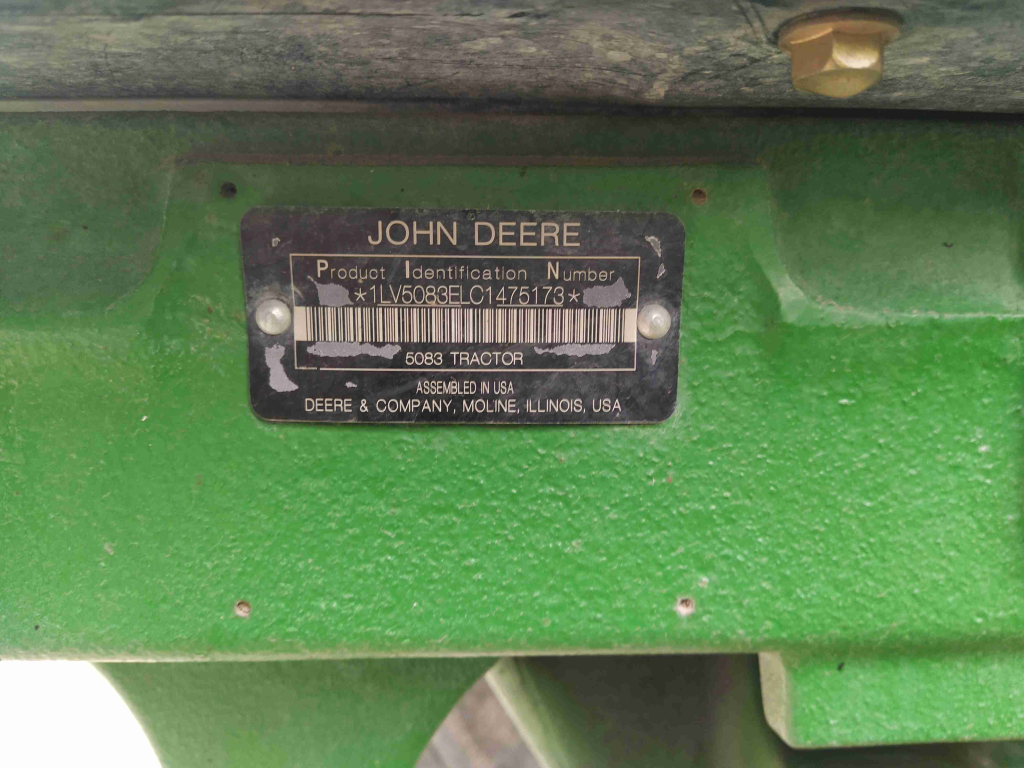 JOHN DEERE
Product Identification Number
*1LV5083ELC1475173*
5083 TRACTOR
ASSEMBLED IN USA
DEERE & COMPANY, MOLINE, ILLINOIS, USA